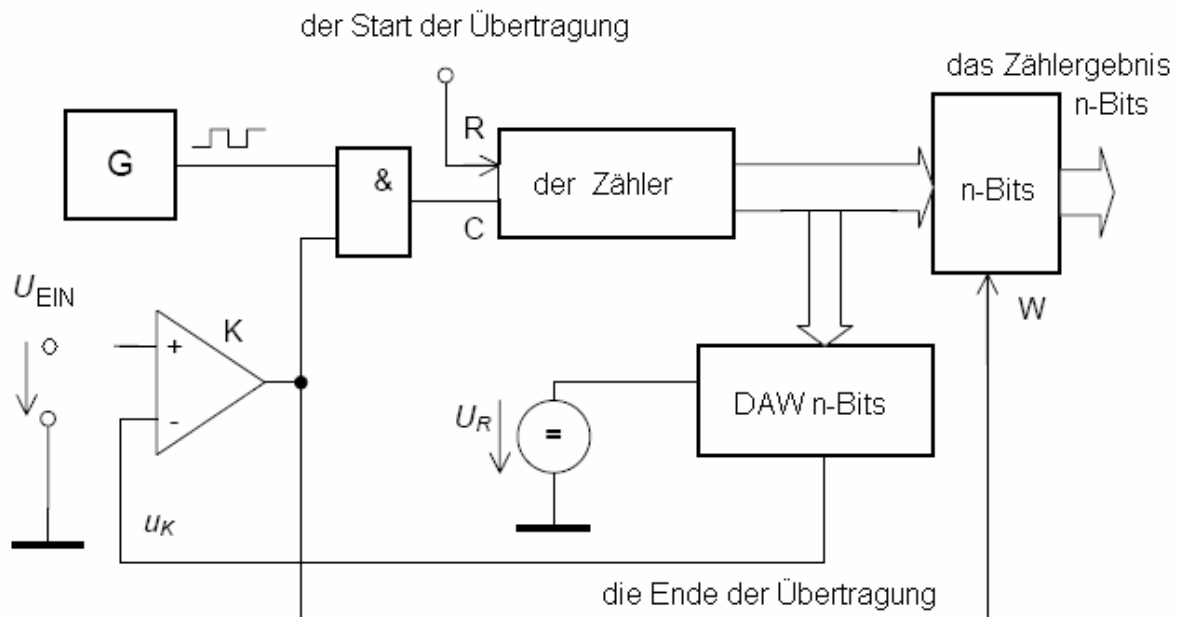 der Start der Übertragung
das Zählergebnis
n-Bits
G
&
R
C
der Zähler
n-Bits
U_EIN
K
+
-
W
DAW n-Bits
U_R
=
u_K
die Ende der Übertragung